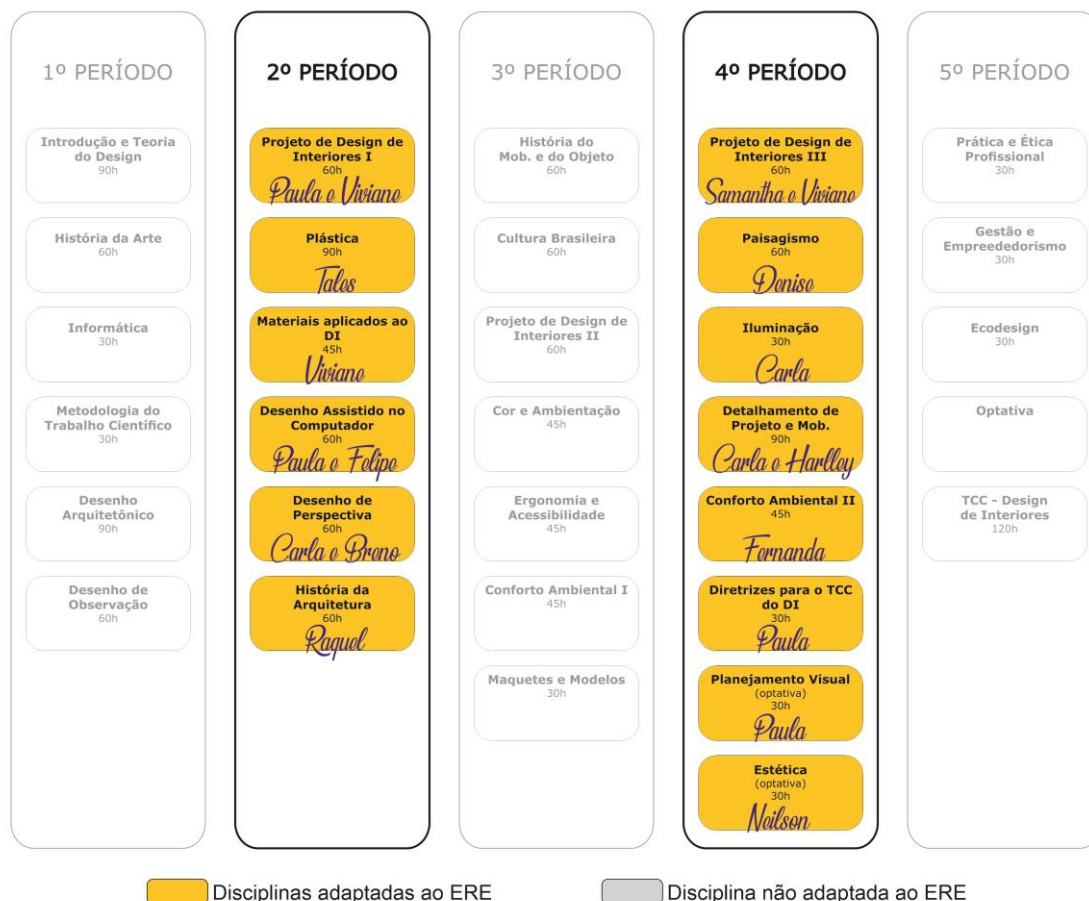 1º PERÍODO
Introdução e Teoria
do Design
90h
História da Arte
60h
Informática
30h
Metodologia do
Trabalho Científico
30h
Desenho
Arquitetônico
90h
Desenho de
Observação
60h
2º PERÍODO
Projeto de Design de
Interiores I
60h
Paula e Viviane
Plástica
90h
Tales
Materiais aplicados ao
DI
45h
Viviane
Desenho Assistido no
Computador
60h
Paula e Felipe
Desenho de
Perspectiva
60h
Carla e Breno
História da
Arquitetura
60h
Raquel
3º PERÍODO
História do
Mob. e do Objeto
60h
Cultura Brasileira
60h
Projeto de Design de
Interiores II
60h
Cor e Ambientação
45h
Ergonomia e
Acessibilidade
45h
Conforto Ambiental I
45h
Maquetes e Modelos
30h
4º PERÍODO
Projeto de Design de
Interiores III
60h
Samantha e Viviane
Paisagismo
60h
Denise
Iluminação
30h
Carla
Detalhamento de
Projeto e Mob.
90h
Carla e Harlley
Conforto Ambiental II
45h
Fernanda
Diretrizes para o TCC
do DI
30h
Paula
Planejamento Visual
(optativa)
30h
Paula
Estética
(optativa)
30h
Neilson
5º PERÍODO
Prática e Ética
Profissional
30h
Gestão e
Empreededorismo
30h
Ecodesign
30h
Optativa
TCC - Design
de Interiores
120h
Disciplinas adaptadas ao ERE
Disciplina não adaptada ao ERE